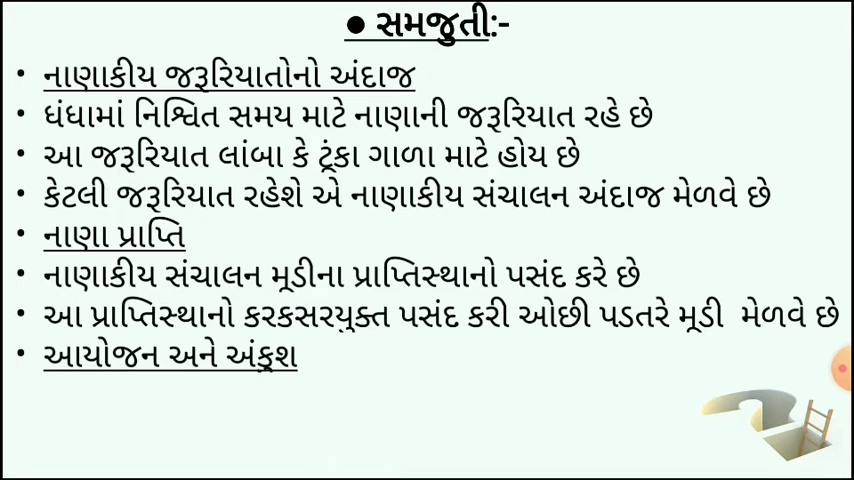 ● સમજુતી:-
• નાણાકીય જરૂરિયાતોનો અંદાજ
• ધંધામાં નિશ્વિત સમય માટે નાણાની જરૂરિયાત રહે છે
• આ જરૂરિયાત લાંબા કે ટૂંકા ગાળા માટે હોય છે
• કેટલી જરૂરિયાત રહેશે એ નાણાકીય સંચાલન અંદાજ મેળવે છે
• નાણા પ્રાપ્તિ
• નાણાકીય સંચાલન મૂડીના પ્રાપ્તિસ્થાનો પસંદ કરે છે
• આ પ્રાપ્તિસ્થાનો કરકસરયુક્ત પસંદ કરી ઓછી પડતરે મૂડી મેળવે છે
• આયોજન અને અંકુશ